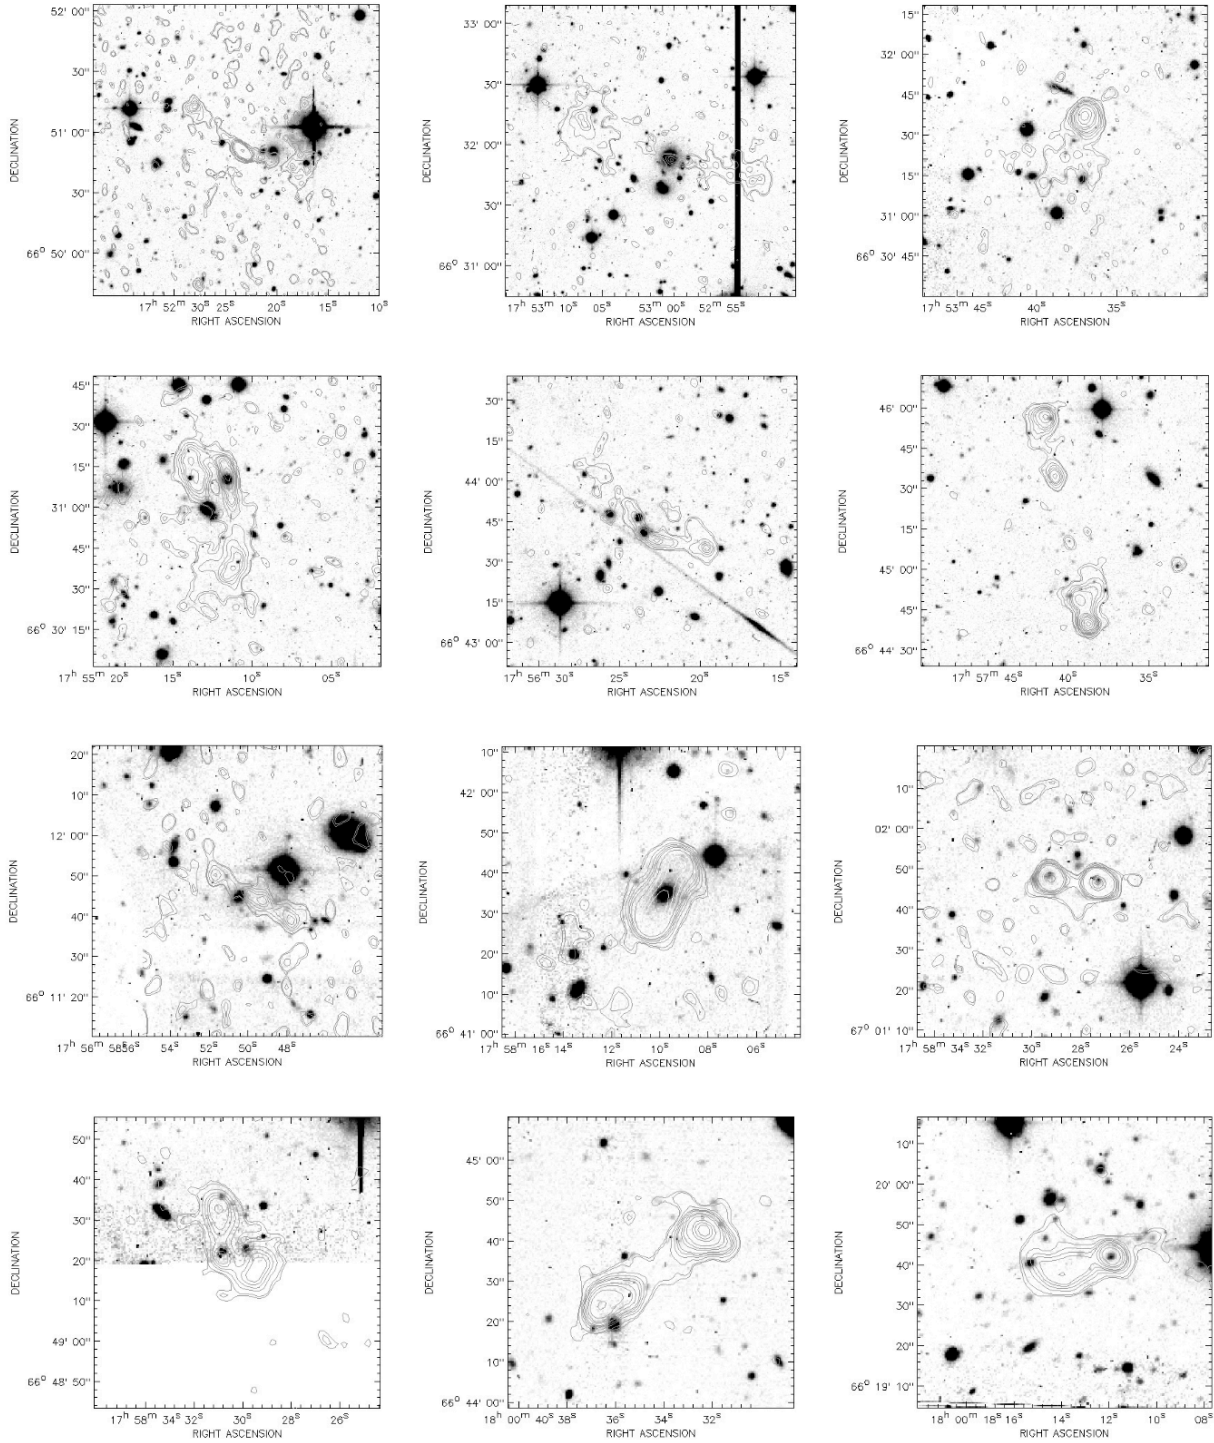 DECLINATION
52' 00"
30"
51' 00"
30"
66° 50' 00"
17ʰ 52ᵐ 30ˢ 25ˢ 20ˢ 15ˢ 10ˢ
RIGHT ASCENSION
DECLINATION
33' 00"
30"
32' 00"
30"
66° 31' 00"
17ʰ 53ᵐ 10ˢ 05ˢ 53ᵐ 00ˢ 52ᵐ 55ˢ
RIGHT ASCENSION
DECLINATION
15"
32' 00"
45"
30"
15"
31' 00"
66° 30' 45"
17ʰ 53ᵐ 45ˢ 40ˢ 35ˢ
RIGHT ASCENSION
DECLINATION
45"
30"
15"
31' 00"
45"
30"
66° 30' 15"
17ʰ 55ᵐ 20ˢ 15ˢ 10ˢ 05ˢ
RIGHT ASCENSION
DECLINATION
30"
15"
44' 00"
45"
30"
15"
66° 43' 00"
17ʰ 56ᵐ 30ˢ 25ˢ 20ˢ 15ˢ
RIGHT ASCENSION
DECLINATION
46' 00"
45"
30"
15"
45' 00"
45"
66° 44' 30"
17ʰ 57ᵐ 45ˢ 40ˢ 35ˢ
RIGHT ASCENSION
DECLINATION
20"
10"
12' 00"
50"
40"
30"
66° 11' 20"
17ʰ 56ᵐ 58ˢ 56ˢ 54ˢ 52ˢ 50ˢ 48ˢ
RIGHT ASCENSION
DECLINATION
10"
42' 00"
50"
40"
30"
20"
10"
66° 41' 00"
17ʰ 58ᵐ 16ˢ 14ˢ 12ˢ 10ˢ 08ˢ 06ˢ
RIGHT ASCENSION
DECLINATION
10"
02' 00"
50"
40"
30"
20"
67° 01' 10"
17ʰ 58ᵐ 34ˢ 32ˢ 30ˢ 28ˢ 26ˢ 24ˢ
RIGHT ASCENSION
DECLINATION
50"
40"
30"
20"
10"
49' 00"
66° 48' 50"
17ʰ 58ᵐ 34ˢ 32ˢ 30ˢ 28ˢ 26ˢ
RIGHT ASCENSION
DECLINATION
45' 00"
50"
40"
30"
20"
10"
66° 44' 00"
18ʰ 00ᵐ 40ˢ 38ˢ 36ˢ 34ˢ 32ˢ
RIGHT ASCENSION
DECLINATION
10"
20' 00"
50"
40"
30"
20"
66° 19' 10"
18ʰ 00ᵐ 18ˢ 16ˢ 14ˢ 12ˢ 10ˢ 08ˢ
RIGHT ASCENSION